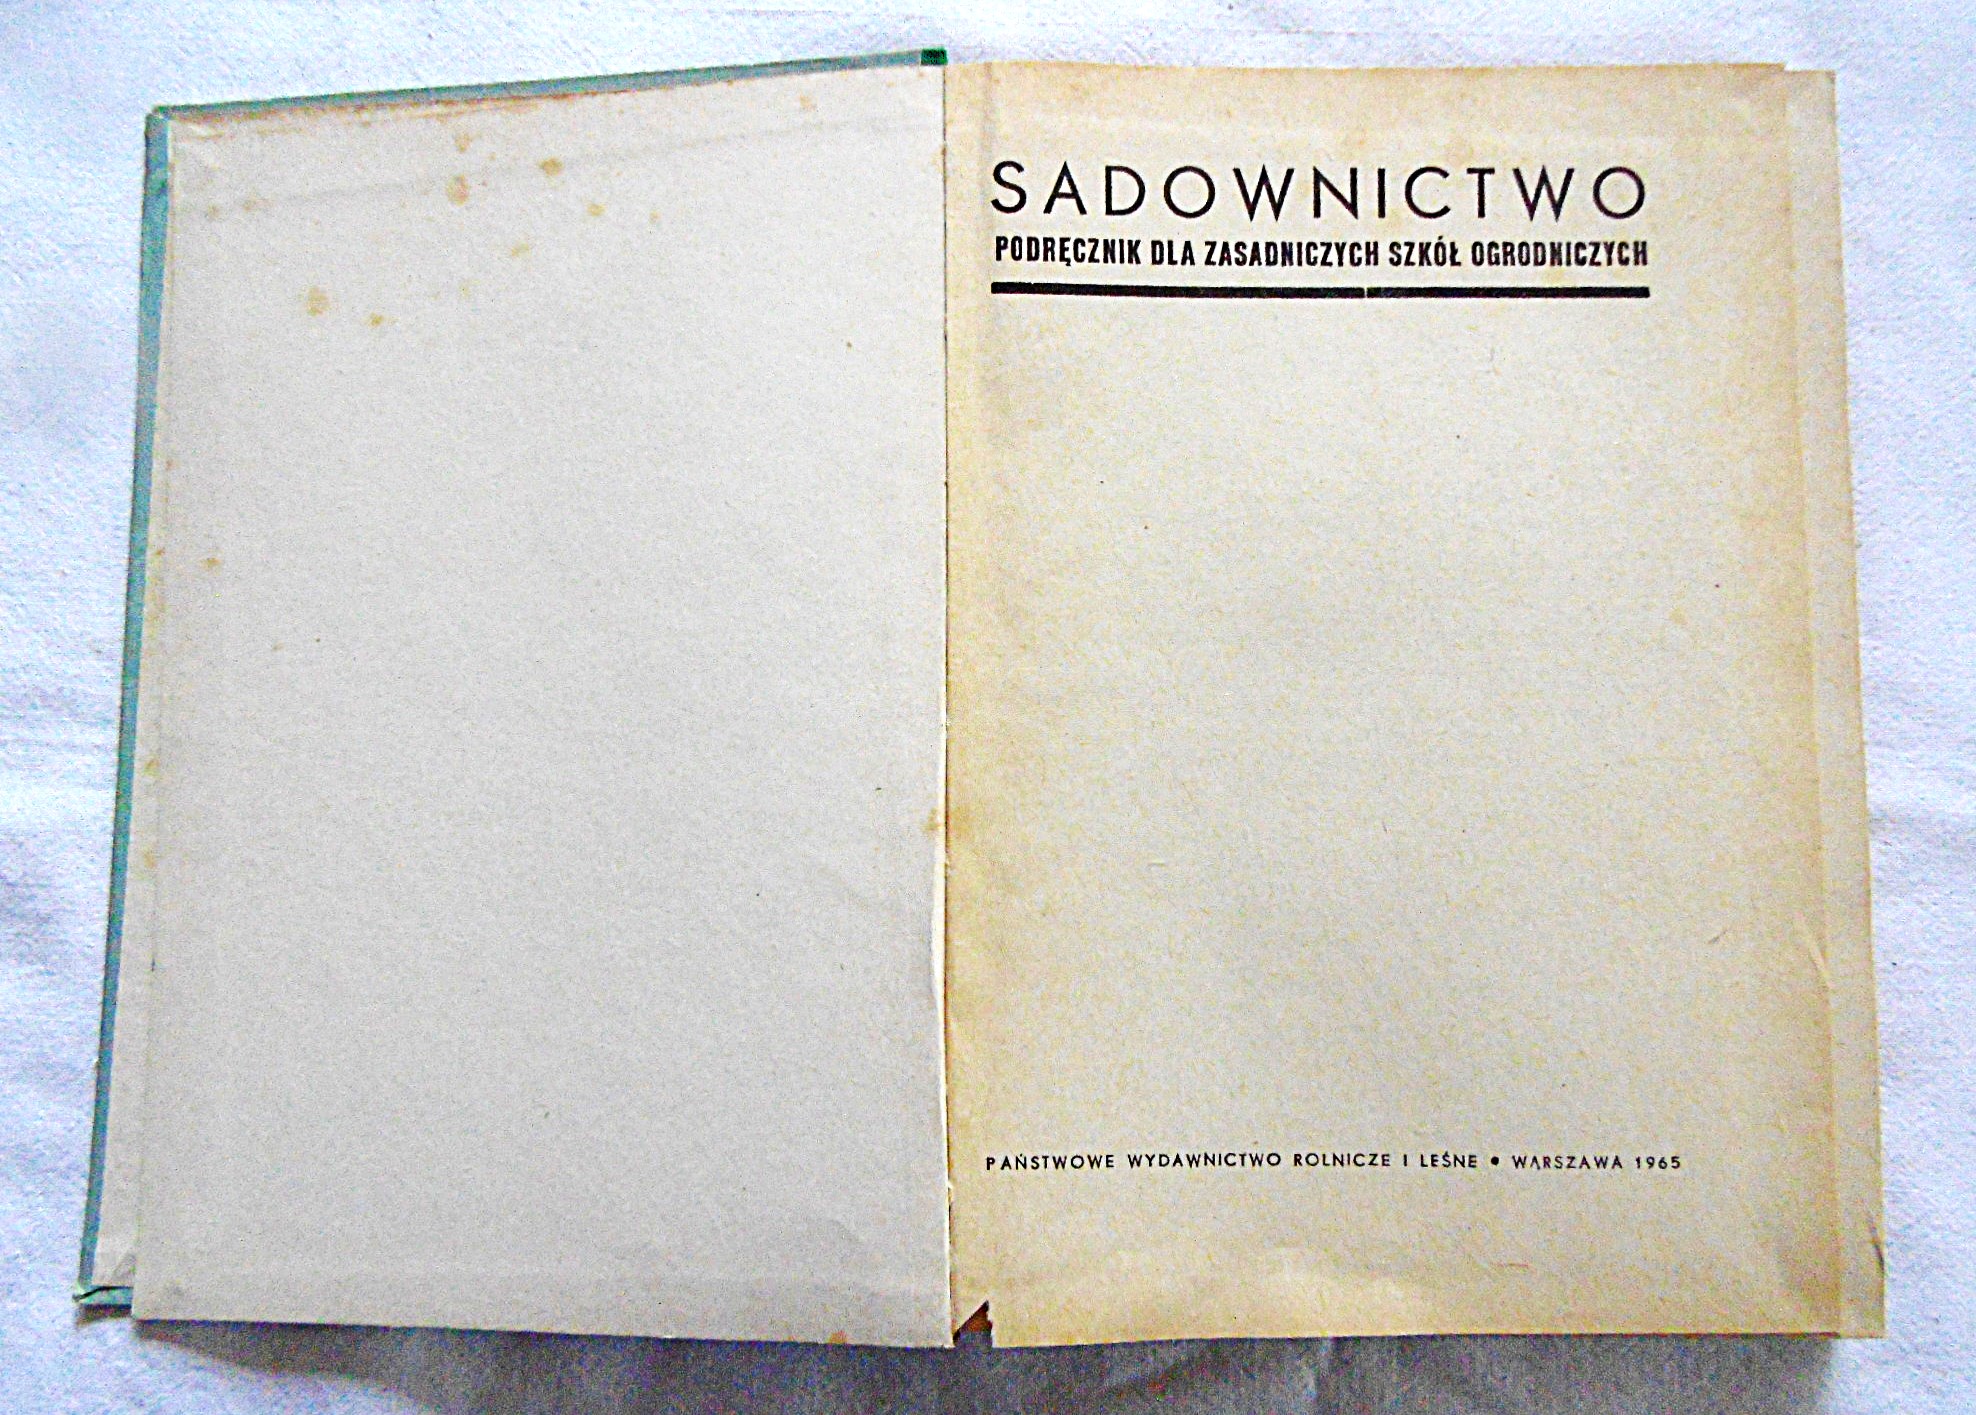 SADOWNICTWO
PODRĘCZNIK DLA ZASADNICZYCH SZKÓŁ OGRODNICZYCH
PAŃSTWOWE WYDAWNICTWO ROLNICZE I LEŚNE • WARSZAWA 1965